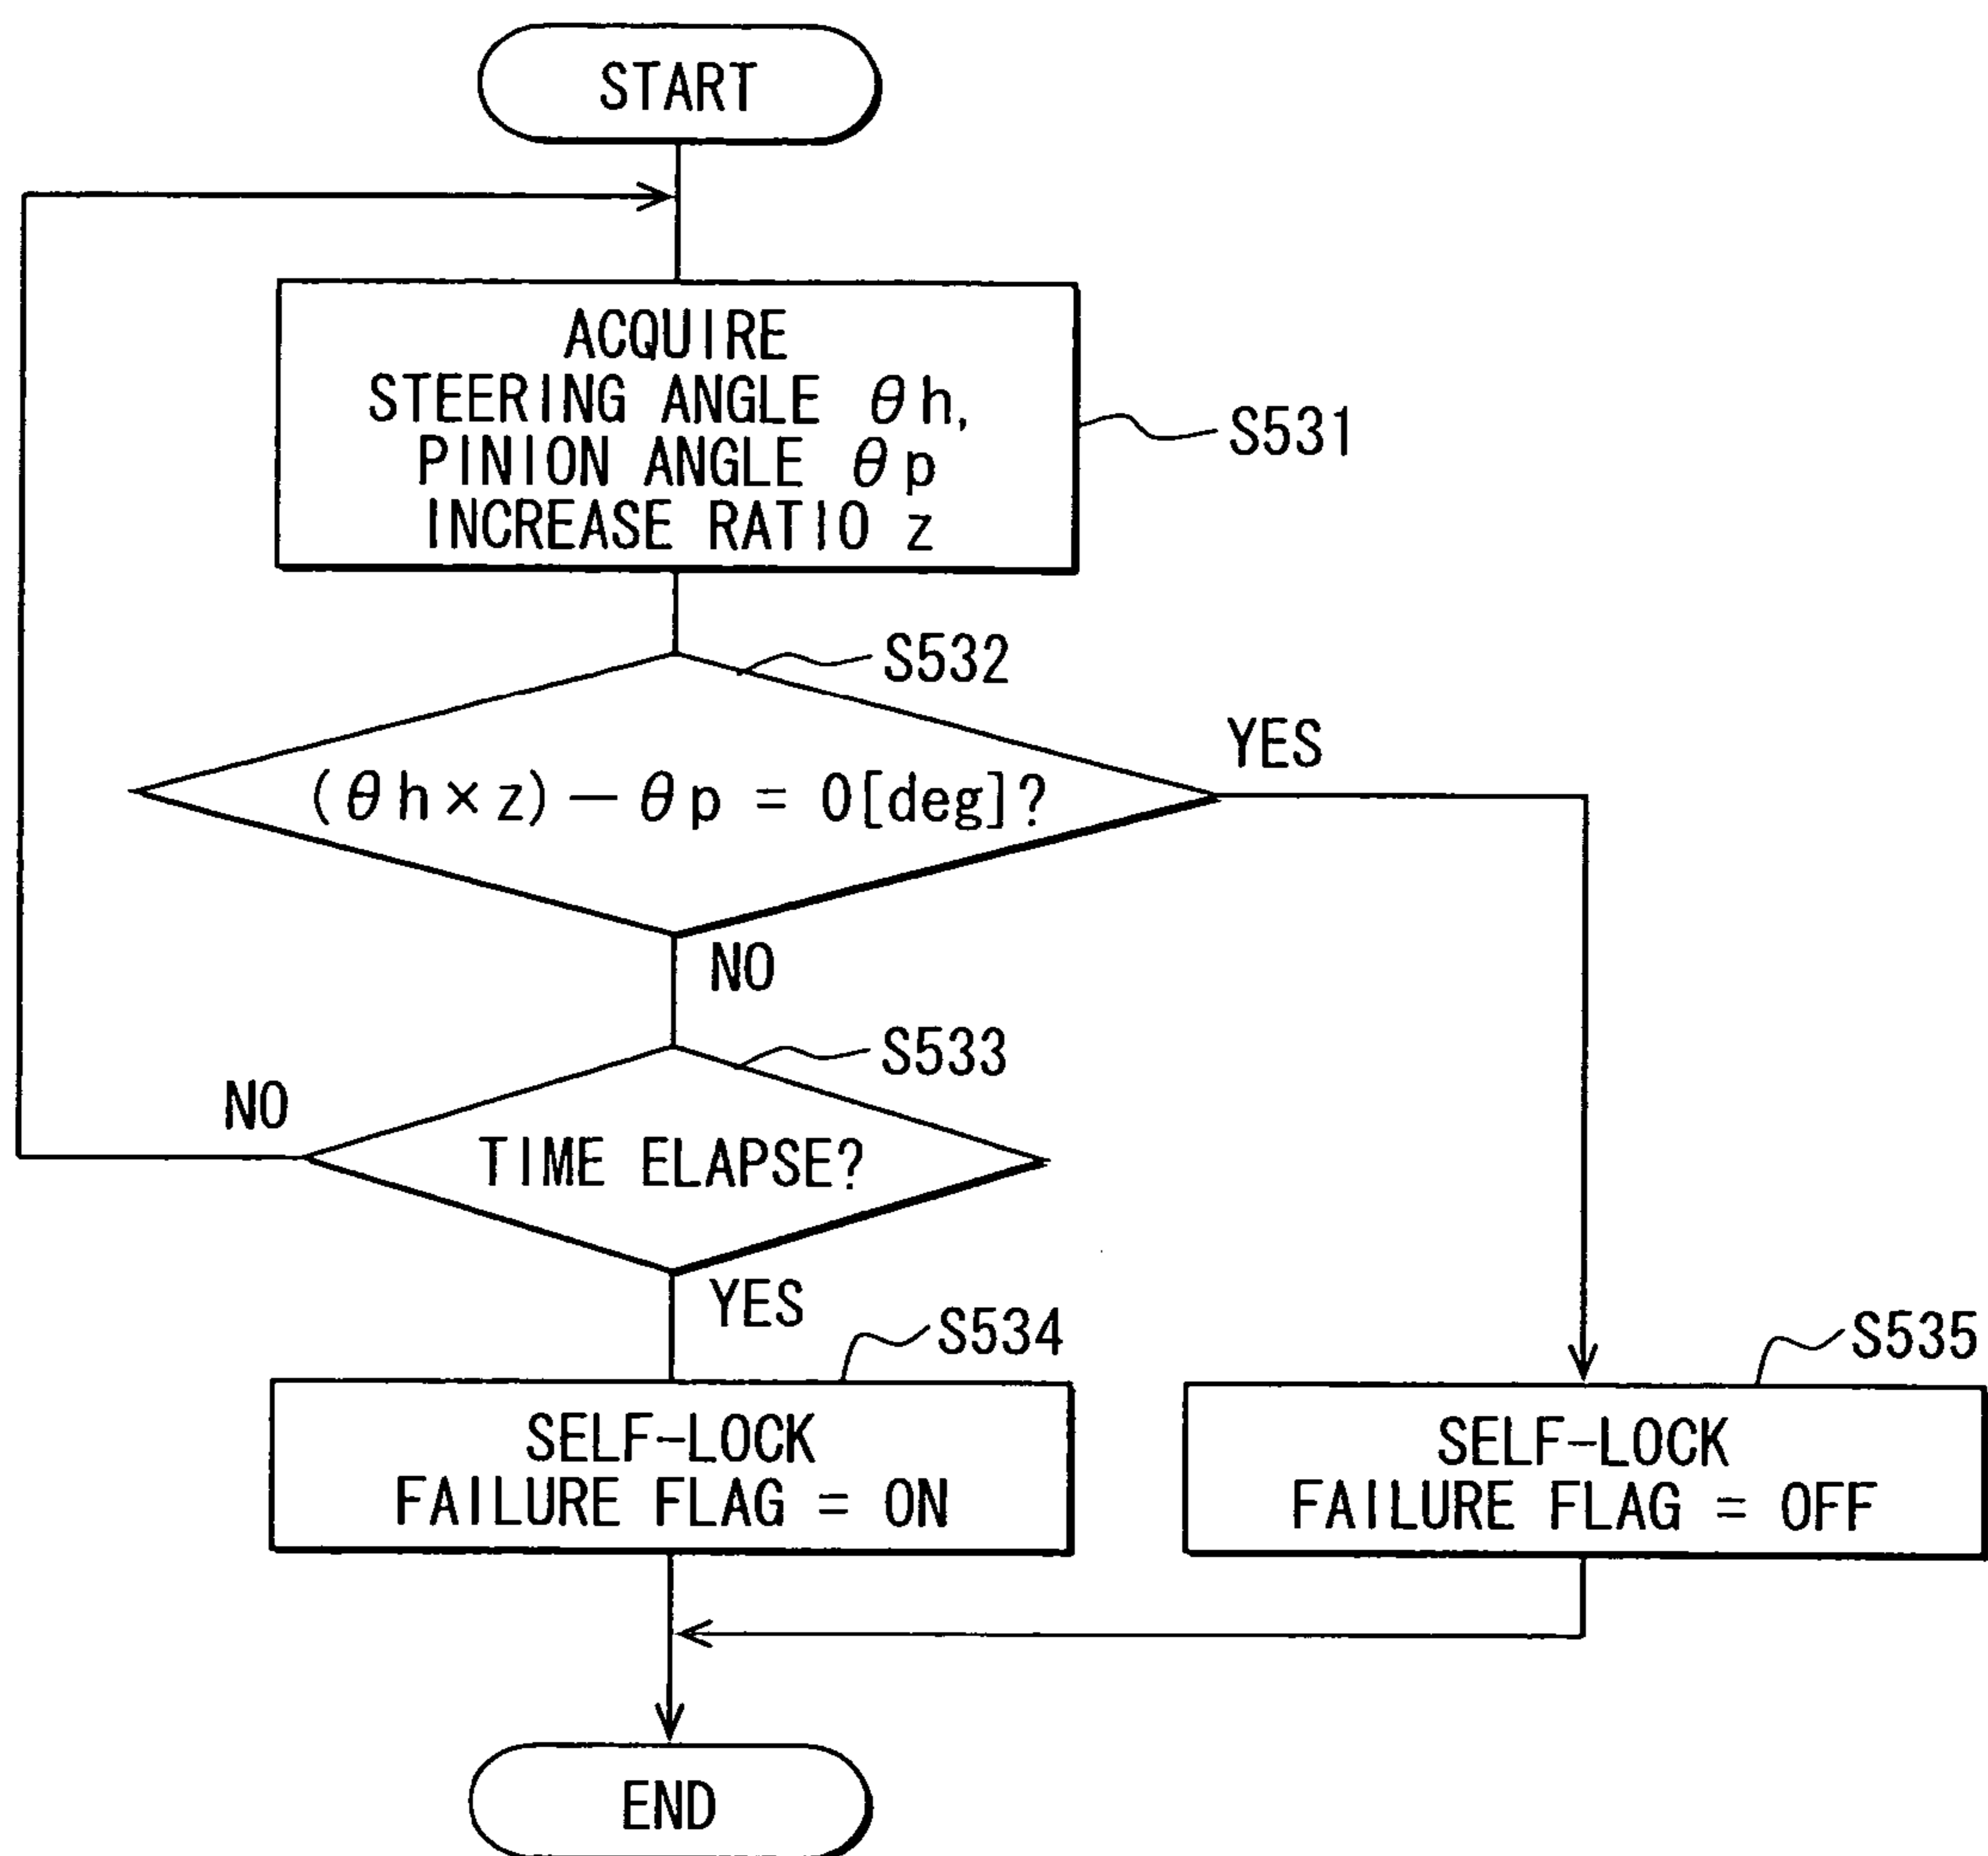 START
ACQUIRE
STEERING ANGLE θh,
PINION ANGLE θp
INCREASE RATIO z
S531
S532
(θh×z)−θp = 0[deg]?
YES
NO
S533
NO
TIME ELAPSE?
YES
S534
SELF-LOCK
FAILURE FLAG = ON
S535
SELF-LOCK
FAILURE FLAG = OFF
END